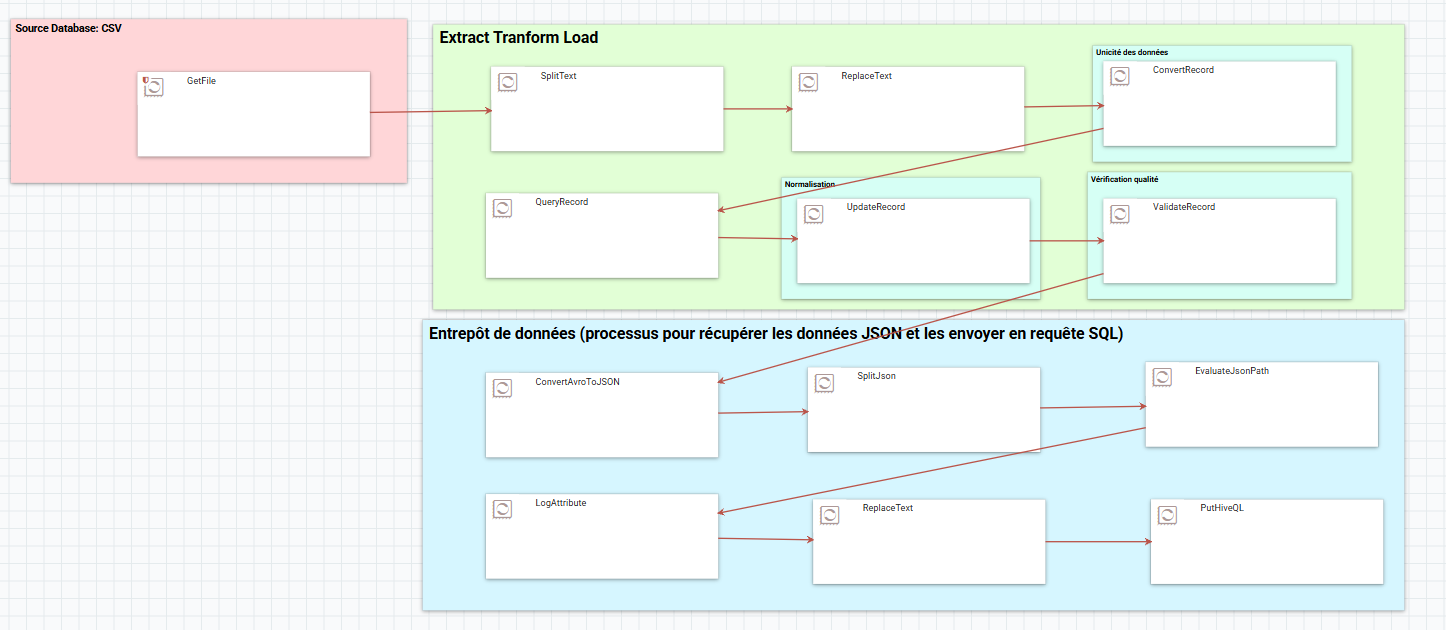 Source Database: CSV
GetFile
Extract Tranform Load
SplitText
ReplaceText
Unicité des données
ConvertRecord
QueryRecord
Normalisation
UpdateRecord
Vérification qualité
ValidateRecord
Entrepôt de données (processus pour récupérer les données JSON et les envoyer en requête SQL)
ConvertAvroToJSON
SplitJson
EvaluateJsonPath
LogAttribute
ReplaceText
PutHiveQL